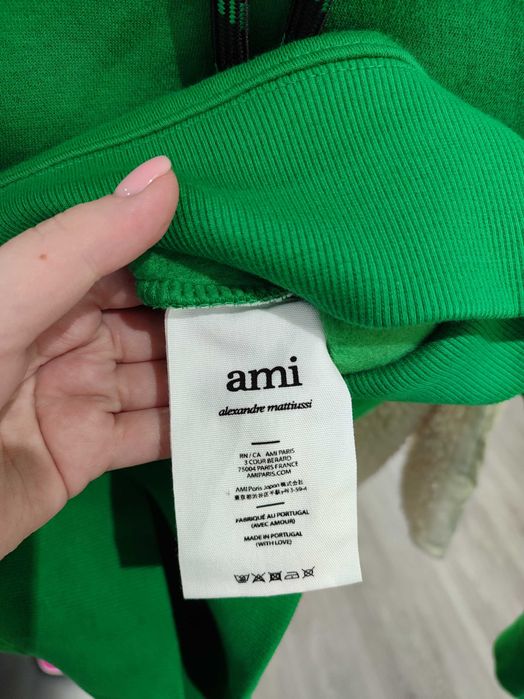 ami
alexandre mattiussi
RN / CA AMI PARIS
3 COUR BERARD
75004 PARIS FRANCE
AMIPARIS.COM
AMI Paris Japan 株式会社
FABRIQUÉ AU PORTUGAL
(AVEC AMOUR)
MADE IN PORTUGAL
(WITH LOVE)